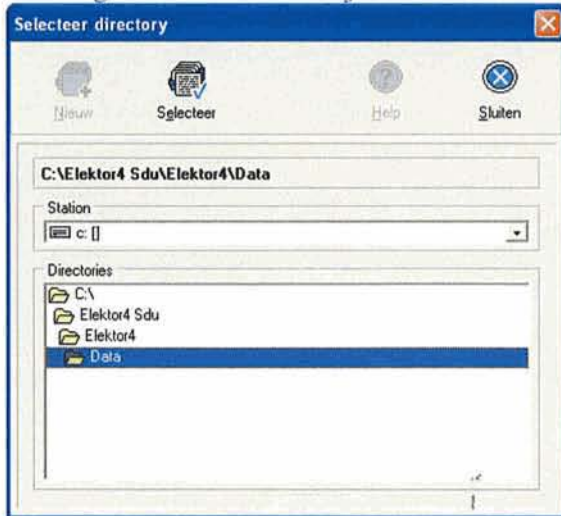 Selecteer directory
Nieuw Selecteer Help Sluiten
C:\Elektor4 Sdu\Elektor4\Data
Station
c: []
Directories
C:\
Elektor4 Sdu
Elektor4
Data